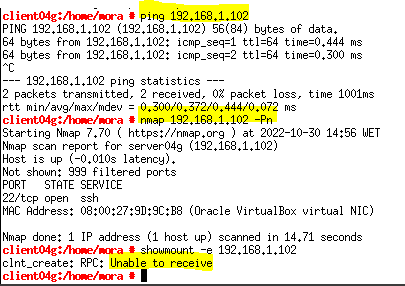 client04g:/home/mora # ping 192.168.1.102
PING 192.168.1.102 (192.168.1.102) 56(84) bytes of data.
64 bytes from 192.168.1.102: icmp_seq=1 ttl=64 time=0.444 ms
64 bytes from 192.168.1.102: icmp_seq=2 ttl=64 time=0.300 ms
^C
--- 192.168.1.102 ping statistics ---
2 packets transmitted, 2 received, 0% packet loss, time 1001ms
rtt min/avg/max/mdev = 0.300/0.372/0.444/0.072 ms
client04g:/home/mora # nmap 192.168.1.102 -Pn
Starting Nmap 7.70 ( https://nmap.org ) at 2022-10-30 14:56 WET
Nmap scan report for server04g (192.168.1.102)
Host is up (-0.010s latency).
Not shown: 999 filtered ports
PORT   STATE SERVICE
22/tcp open  ssh
MAC Address: 08:00:27:9D:9C:B8 (Oracle VirtualBox virtual NIC)

Nmap done: 1 IP address (1 host up) scanned in 14.71 seconds
client04g:/home/mora # showmount -e 192.168.1.102
clnt_create: RPC: Unable to receive
client04g:/home/mora #